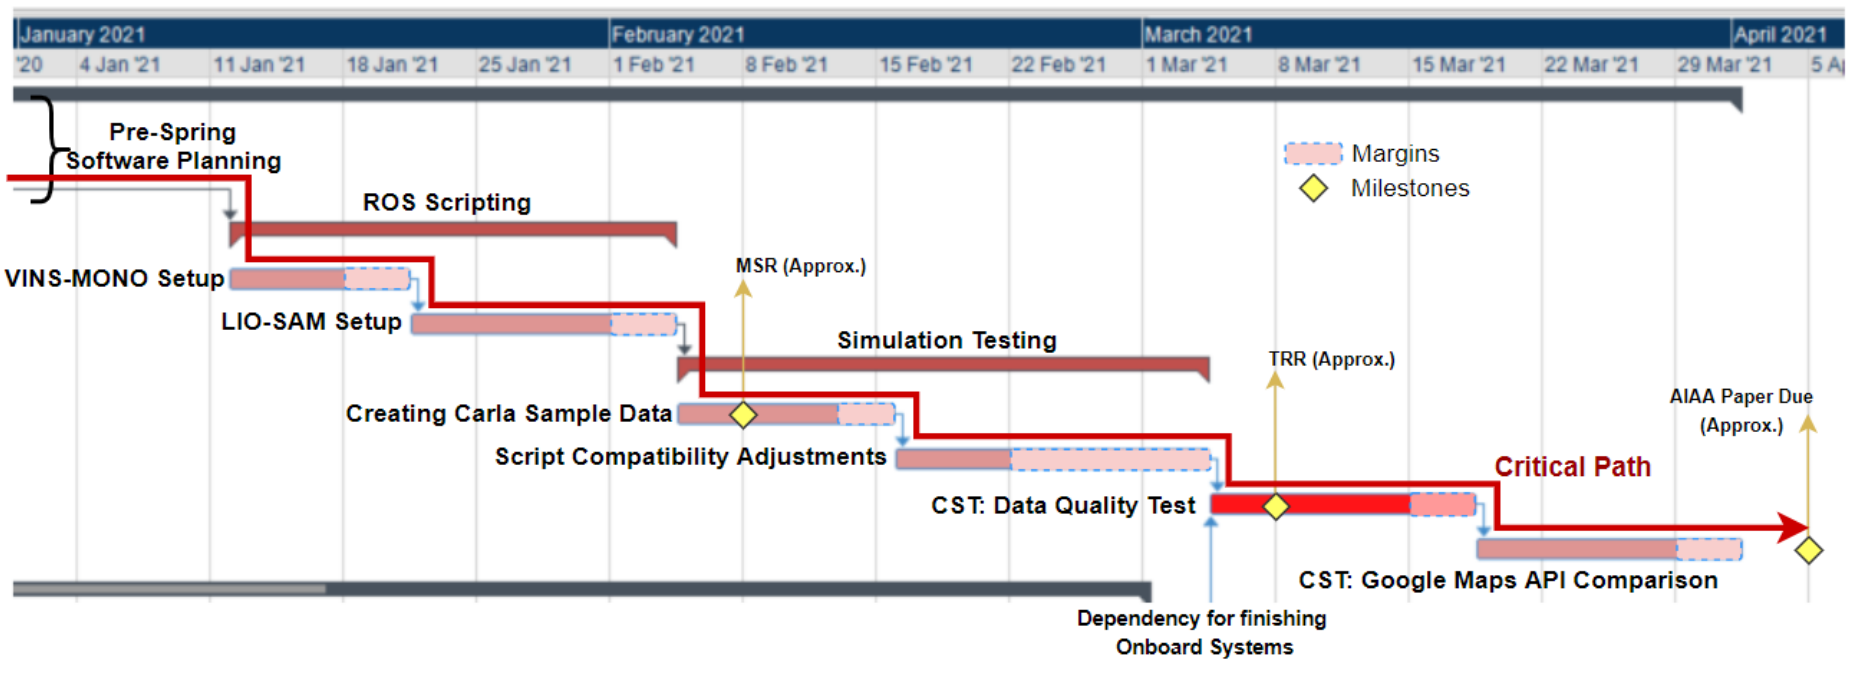 January 2021 February 2021 March 2021 April 2021
'20 4 Jan '21 11 Jan '21 18 Jan '21 25 Jan '21 1 Feb '21 8 Feb '21 15 Feb '21 22 Feb '21 1 Mar '21 8 Mar '21 15 Mar '21 22 Mar '21 29 Mar '21 5 A
Pre-Spring
Software Planning
Margins
Milestones
ROS Scripting
VINS-MONO Setup
MSR (Approx.)
LIO-SAM Setup
Simulation Testing
TRR (Approx.)
Creating Carla Sample Data
AIAA Paper Due
(Approx.)
Script Compatibility Adjustments
Critical Path
CST: Data Quality Test
CST: Google Maps API Comparison
Dependency for finishing
Onboard Systems